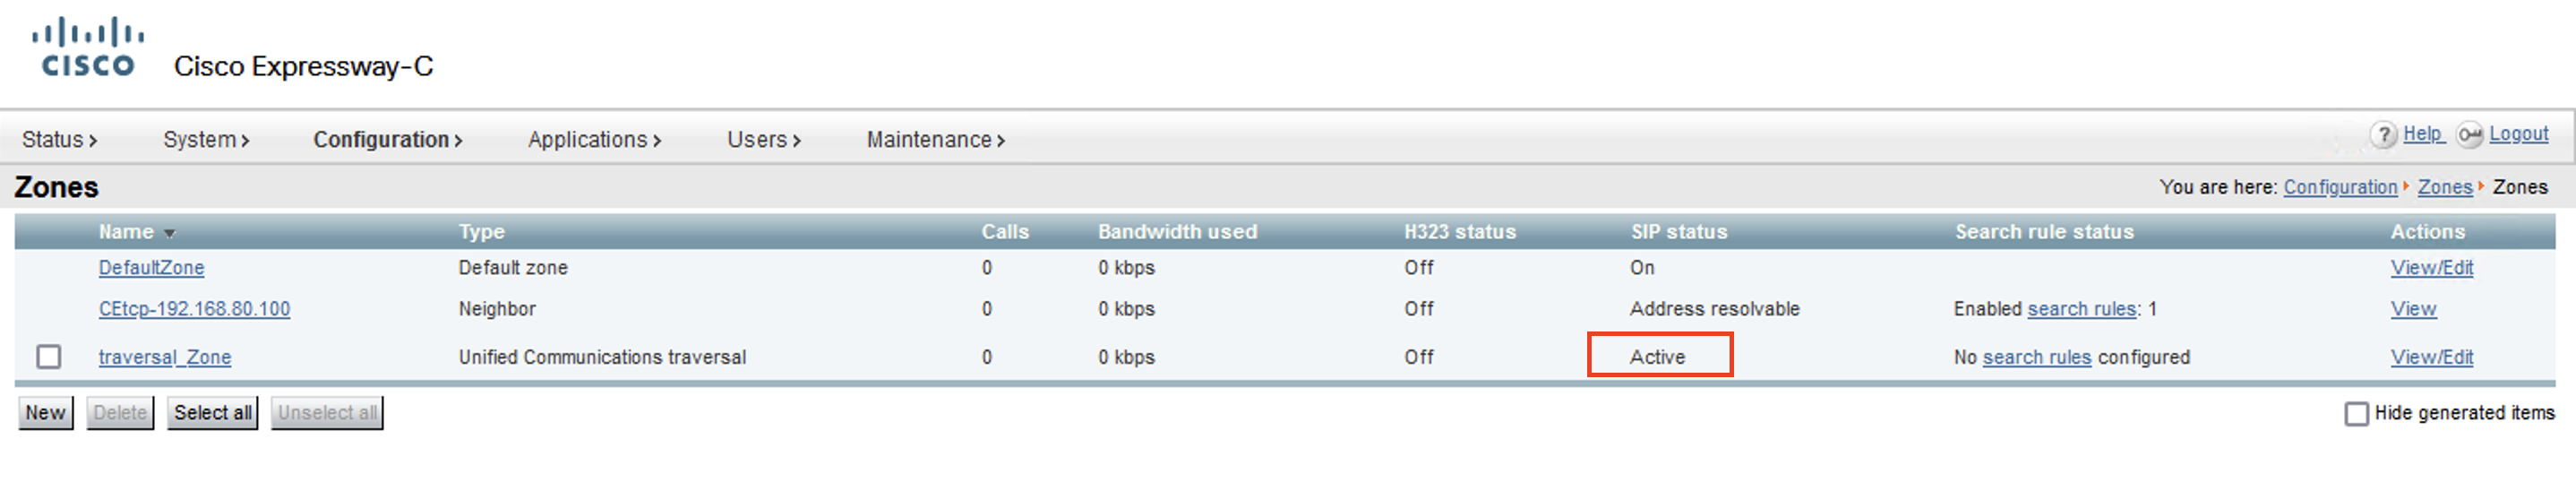 CISCO Cisco Expressway-C
Status› System› Configuration› Applications› Users› Maintenance› ? Help Logout
Zones You are here: Configuration Zones Zones
Name Type Calls Bandwidth used H323 status SIP status Search rule status Actions
DefaultZone Default zone 0 0 kbps Off On View/Edit
CEtcp-192.168.80.100 Neighbor 0 0 kbps Off Address resolvable Enabled search rules: 1 View
traversal_Zone Unified Communications traversal 0 0 kbps Off Active No search rules configured View/Edit
New Delete Select all Unselect all Hide generated items